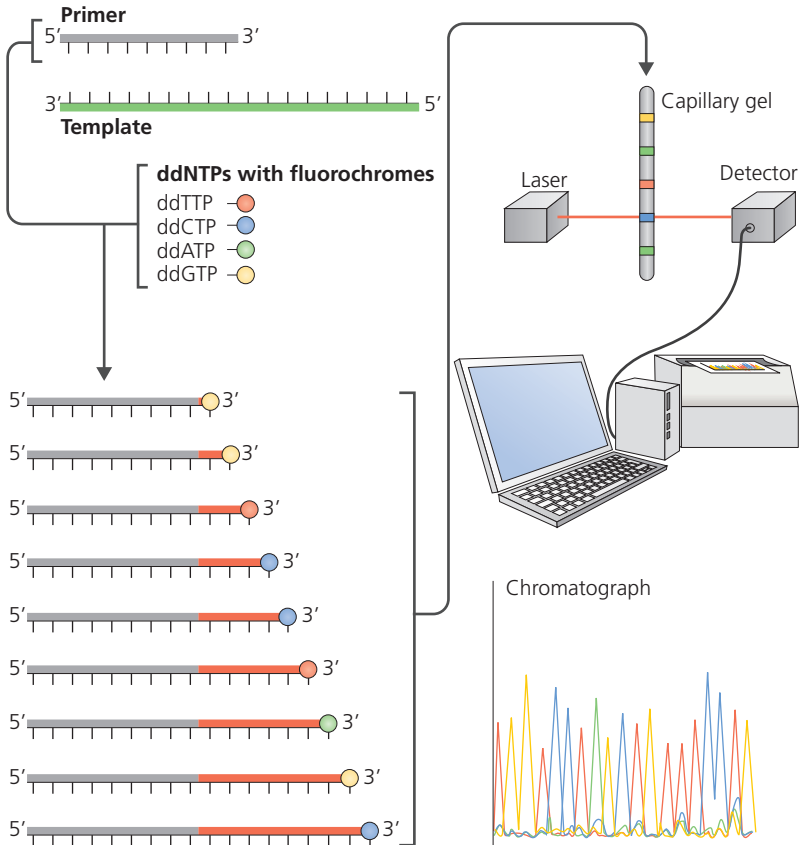 Primer
5′ 3′
3′ 5′
Template
ddNTPs with fluorochromes
ddTTP
ddCTP
ddATP
ddGTP
Capillary gel
Laser
Detector
5′ 3′
5′ 3′
5′ 3′
5′ 3′
5′ 3′
5′ 3′
5′ 3′
5′ 3′
5′ 3′
Chromatograph